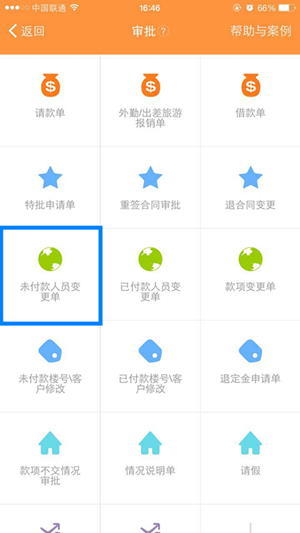 中国联通 16:46 66%
返回 审批? 帮助与案例
请款单
外勤/出差旅游
报销单
借款单
特批申请单
重签合同审批
退合同变更
未付款人员变
更单
已付款人员变
更单
款项变更单
未付款楼号\客
户修改
已付款楼号\客
户修改
退定金申请单
款项不交情况
审批
情况说明单
请假